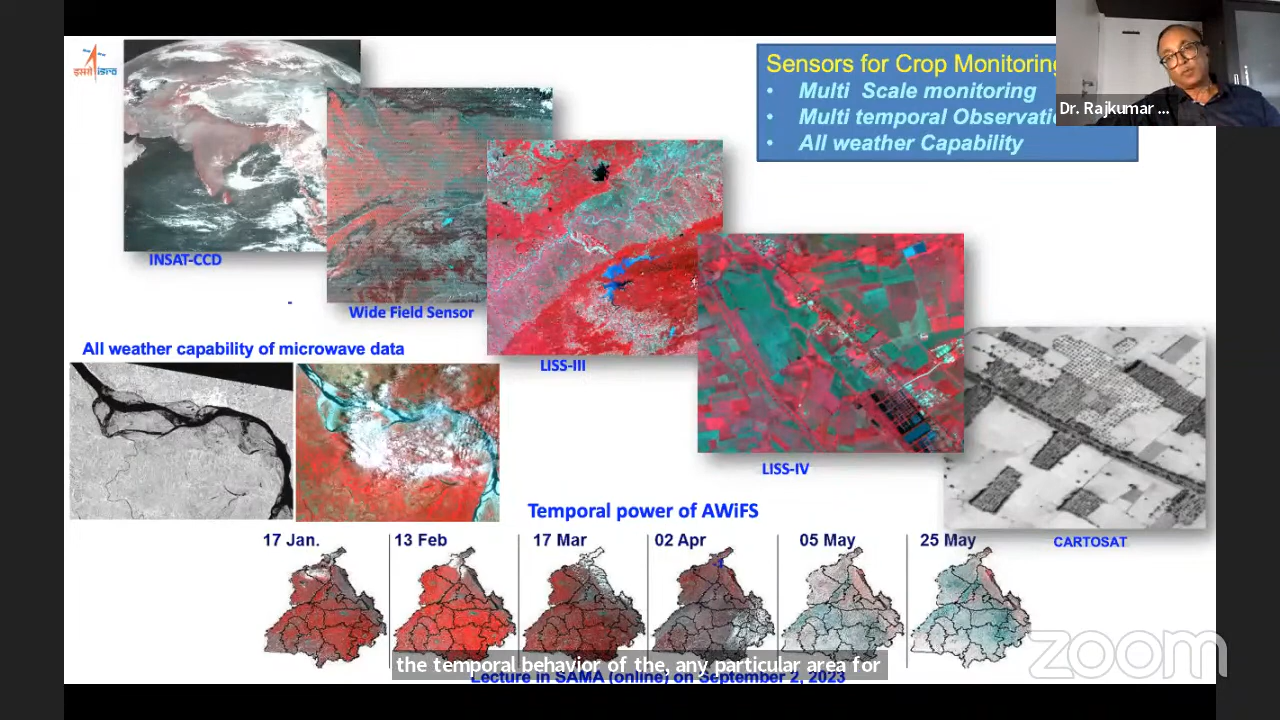 इसरो isro
Sensors for Crop Monitoring
• Multi Scale monitoring
• Multi temporal Observati
• All weather Capability
Dr. Rajkumar ...
INSAT-CCD
Wide Field Sensor
All weather capability of microwave data
LISS-III
LISS-IV
CARTOSAT
Temporal power of AWiFS
17 Jan.
13 Feb
17 Mar
02 Apr
05 May
25 May
the temporal behavior of the, any particular area for
Lecture in SAMA (online) on September 2, 2023
zoom